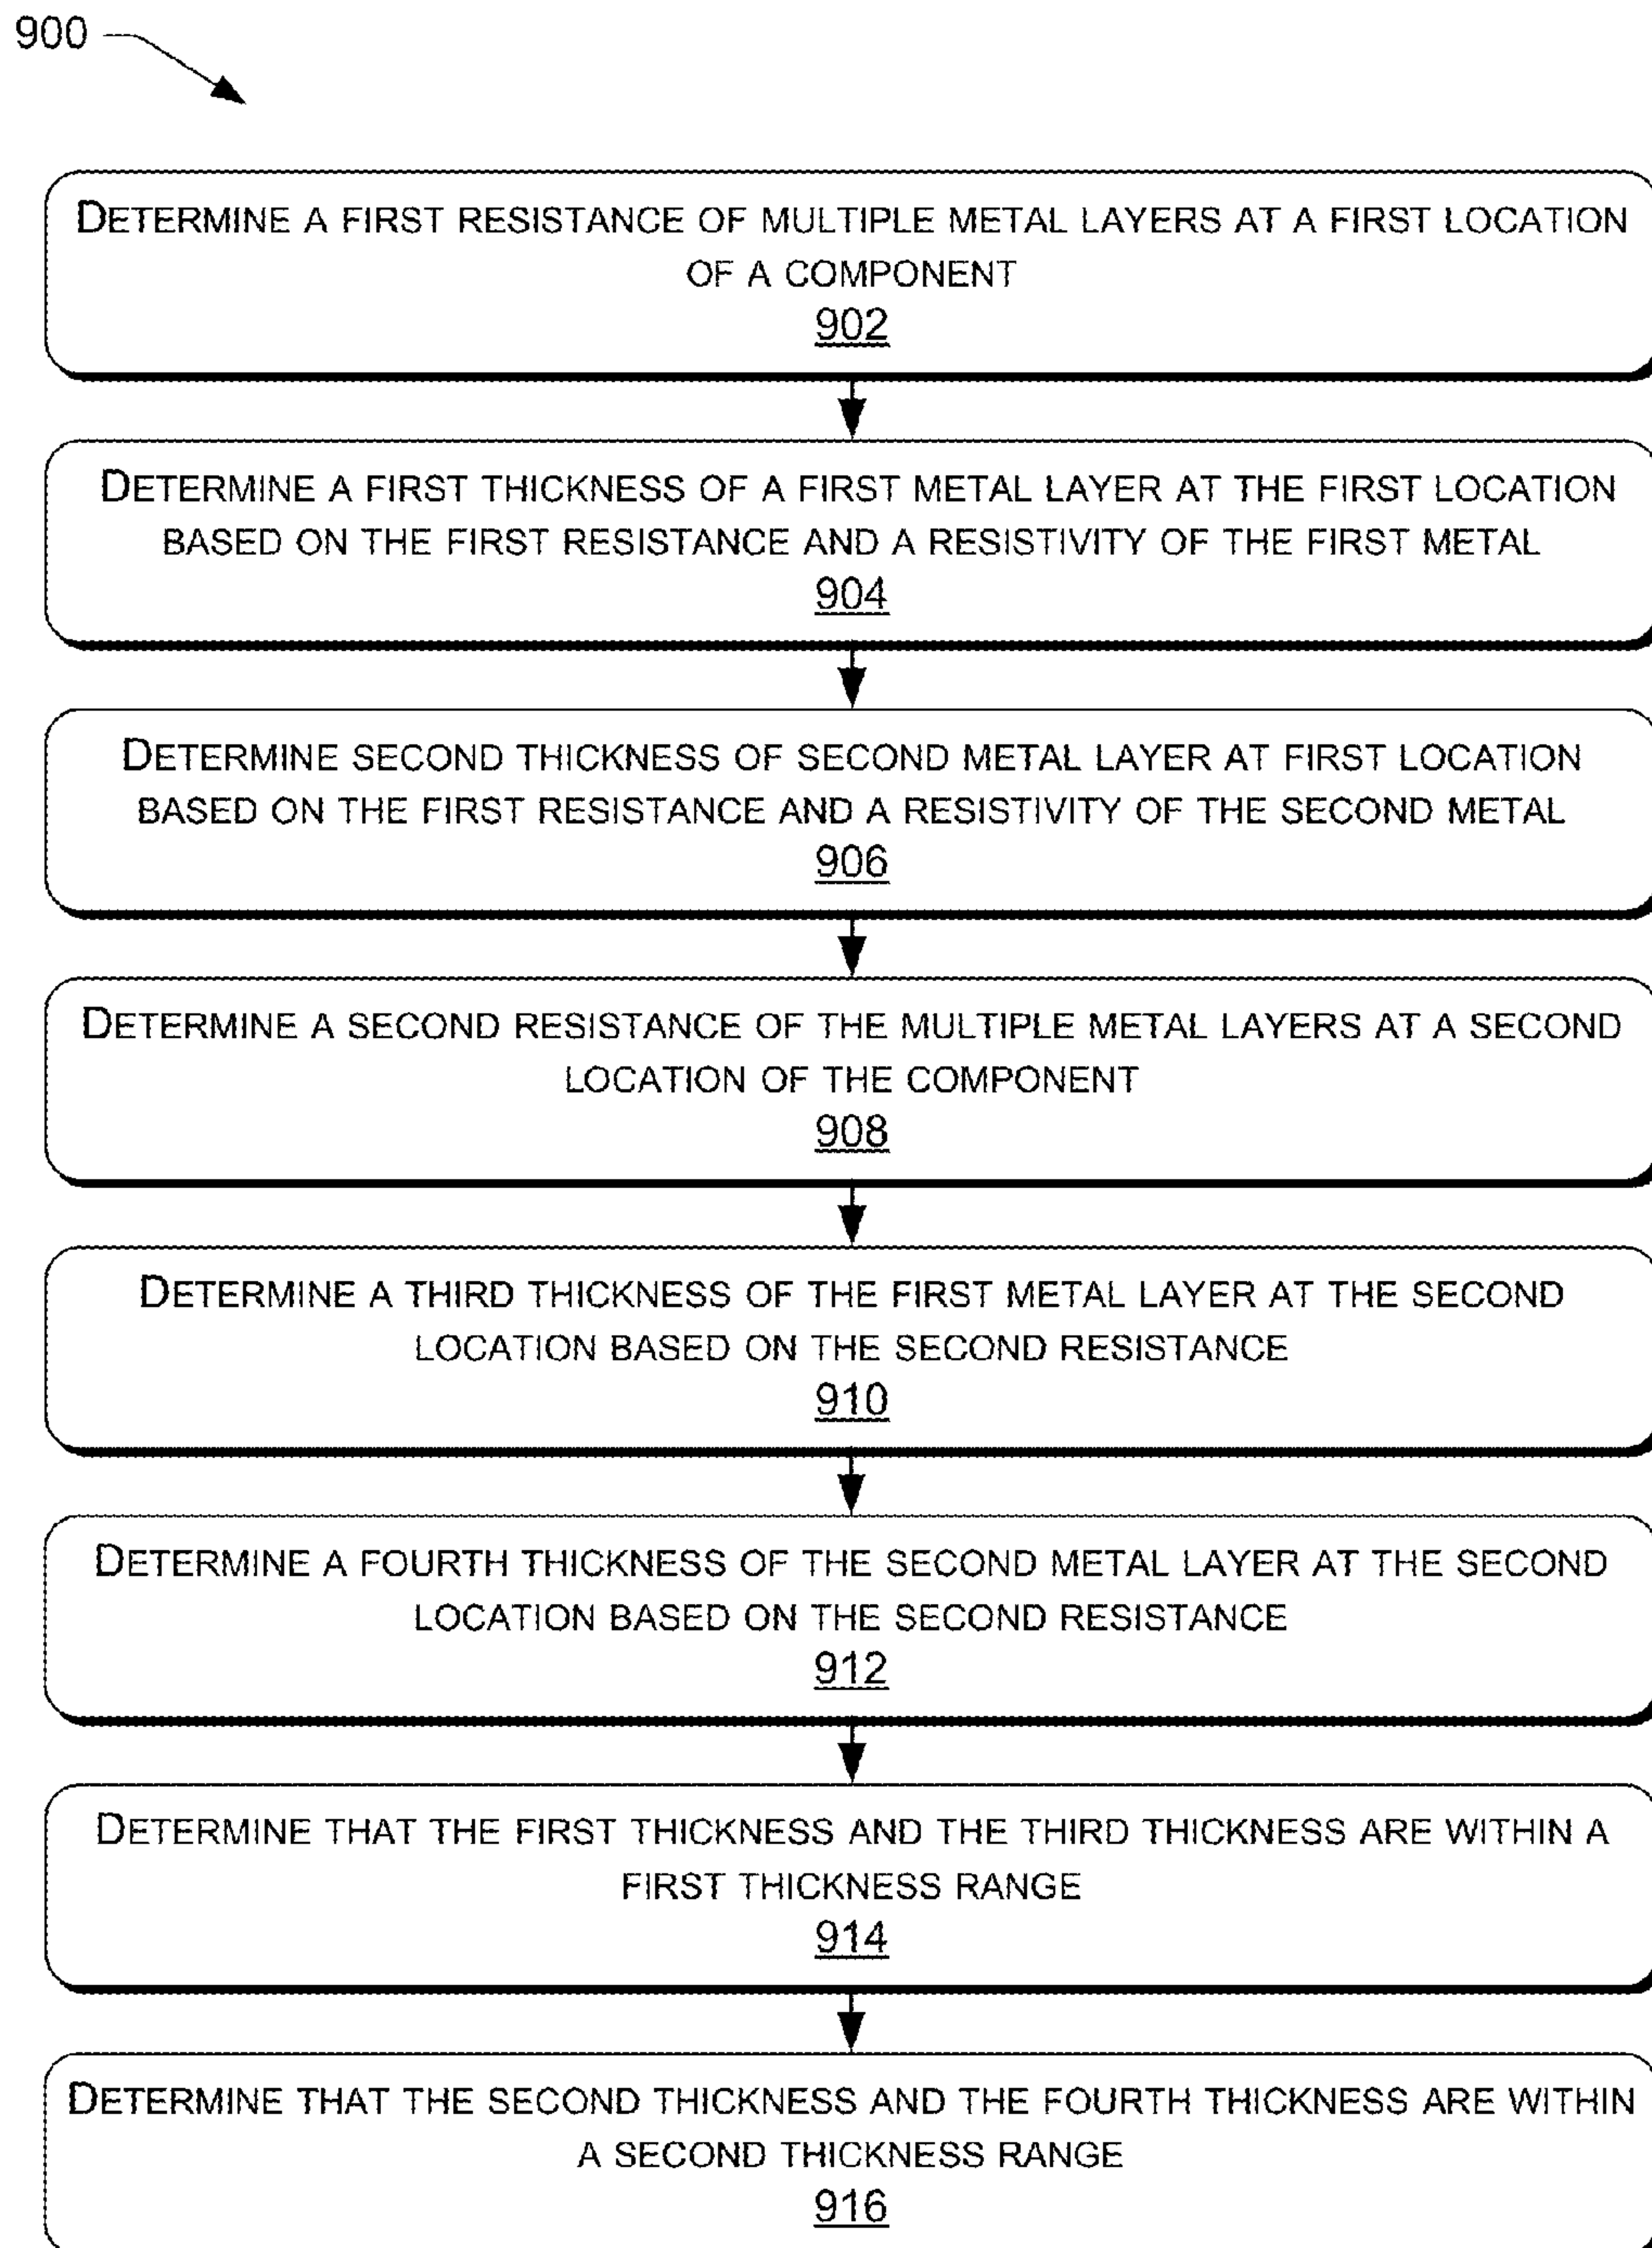 900
DETERMINE A FIRST RESISTANCE OF MULTIPLE METAL LAYERS AT A FIRST LOCATION
OF A COMPONENT
902
DETERMINE A FIRST THICKNESS OF A FIRST METAL LAYER AT THE FIRST LOCATION
BASED ON THE FIRST RESISTANCE AND A RESISTIVITY OF THE FIRST METAL
904
DETERMINE SECOND THICKNESS OF SECOND METAL LAYER AT FIRST LOCATION
BASED ON THE FIRST RESISTANCE AND A RESISTIVITY OF THE SECOND METAL
906
DETERMINE A SECOND RESISTANCE OF THE MULTIPLE METAL LAYERS AT A SECOND
LOCATION OF THE COMPONENT
908
DETERMINE A THIRD THICKNESS OF THE FIRST METAL LAYER AT THE SECOND
LOCATION BASED ON THE SECOND RESISTANCE
910
DETERMINE A FOURTH THICKNESS OF THE SECOND METAL LAYER AT THE SECOND
LOCATION BASED ON THE SECOND RESISTANCE
912
DETERMINE THAT THE FIRST THICKNESS AND THE THIRD THICKNESS ARE WITHIN A
FIRST THICKNESS RANGE
914
DETERMINE THAT THE SECOND THICKNESS AND THE FOURTH THICKNESS ARE WITHIN
A SECOND THICKNESS RANGE
916